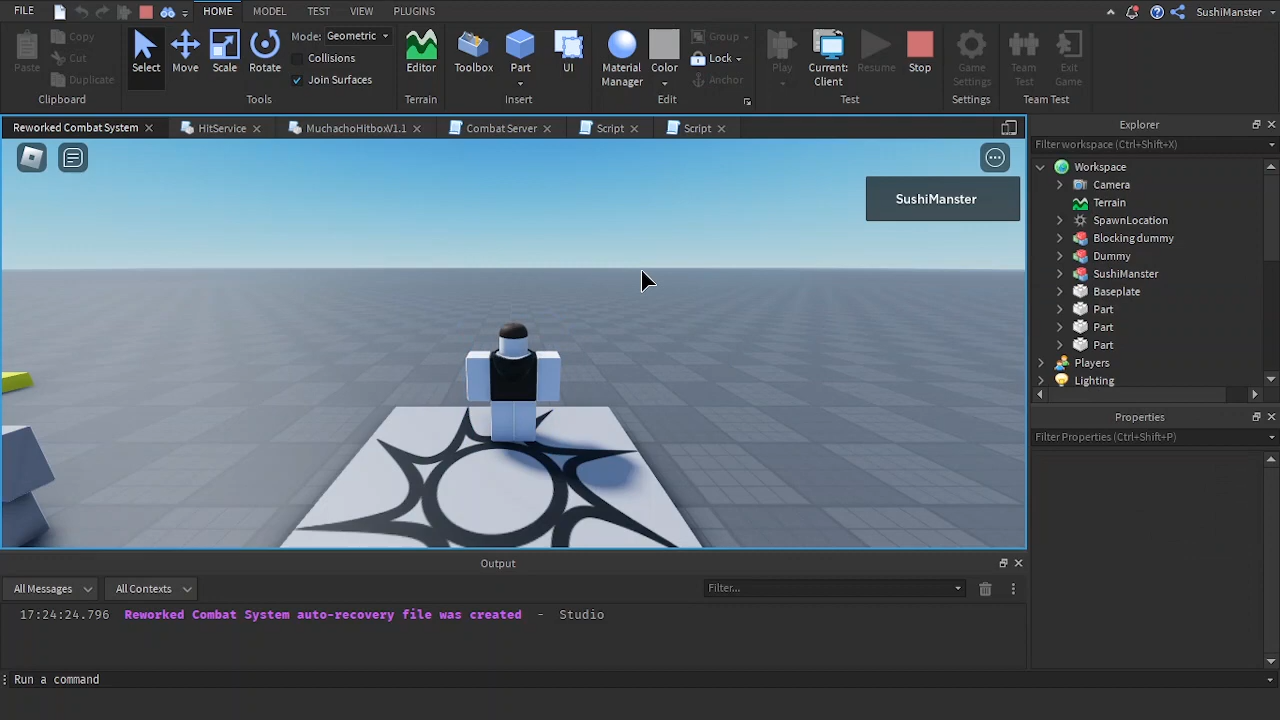 FILE HOME MODEL TEST VIEW PLUGINS SushiManster
Paste Copy Cut Duplicate Clipboard
Select Move Scale Rotate Mode: Geometric Collisions Join Surfaces Tools
Editor Terrain
Toolbox Part UI Insert
Material Manager Color Group Lock Anchor Edit
Play Current: Client Resume Stop Test
Game Settings Settings
Team Test Exit Game Team Test
Reworked Combat System HitService MuchachoHitboxV1.1 Combat Server Script Script
SushiManster
Explorer
Filter workspace (Ctrl+Shift+X)
Workspace
Camera
Terrain
SpawnLocation
Blocking dummy
Dummy
SushiManster
Baseplate
Part
Part
Part
Players
Lighting
Properties
Filter Properties (Ctrl+Shift+P)
Output
All Messages All Contexts Filter...
17:24:24.796 Reworked Combat System auto-recovery file was created - Studio
Run a command